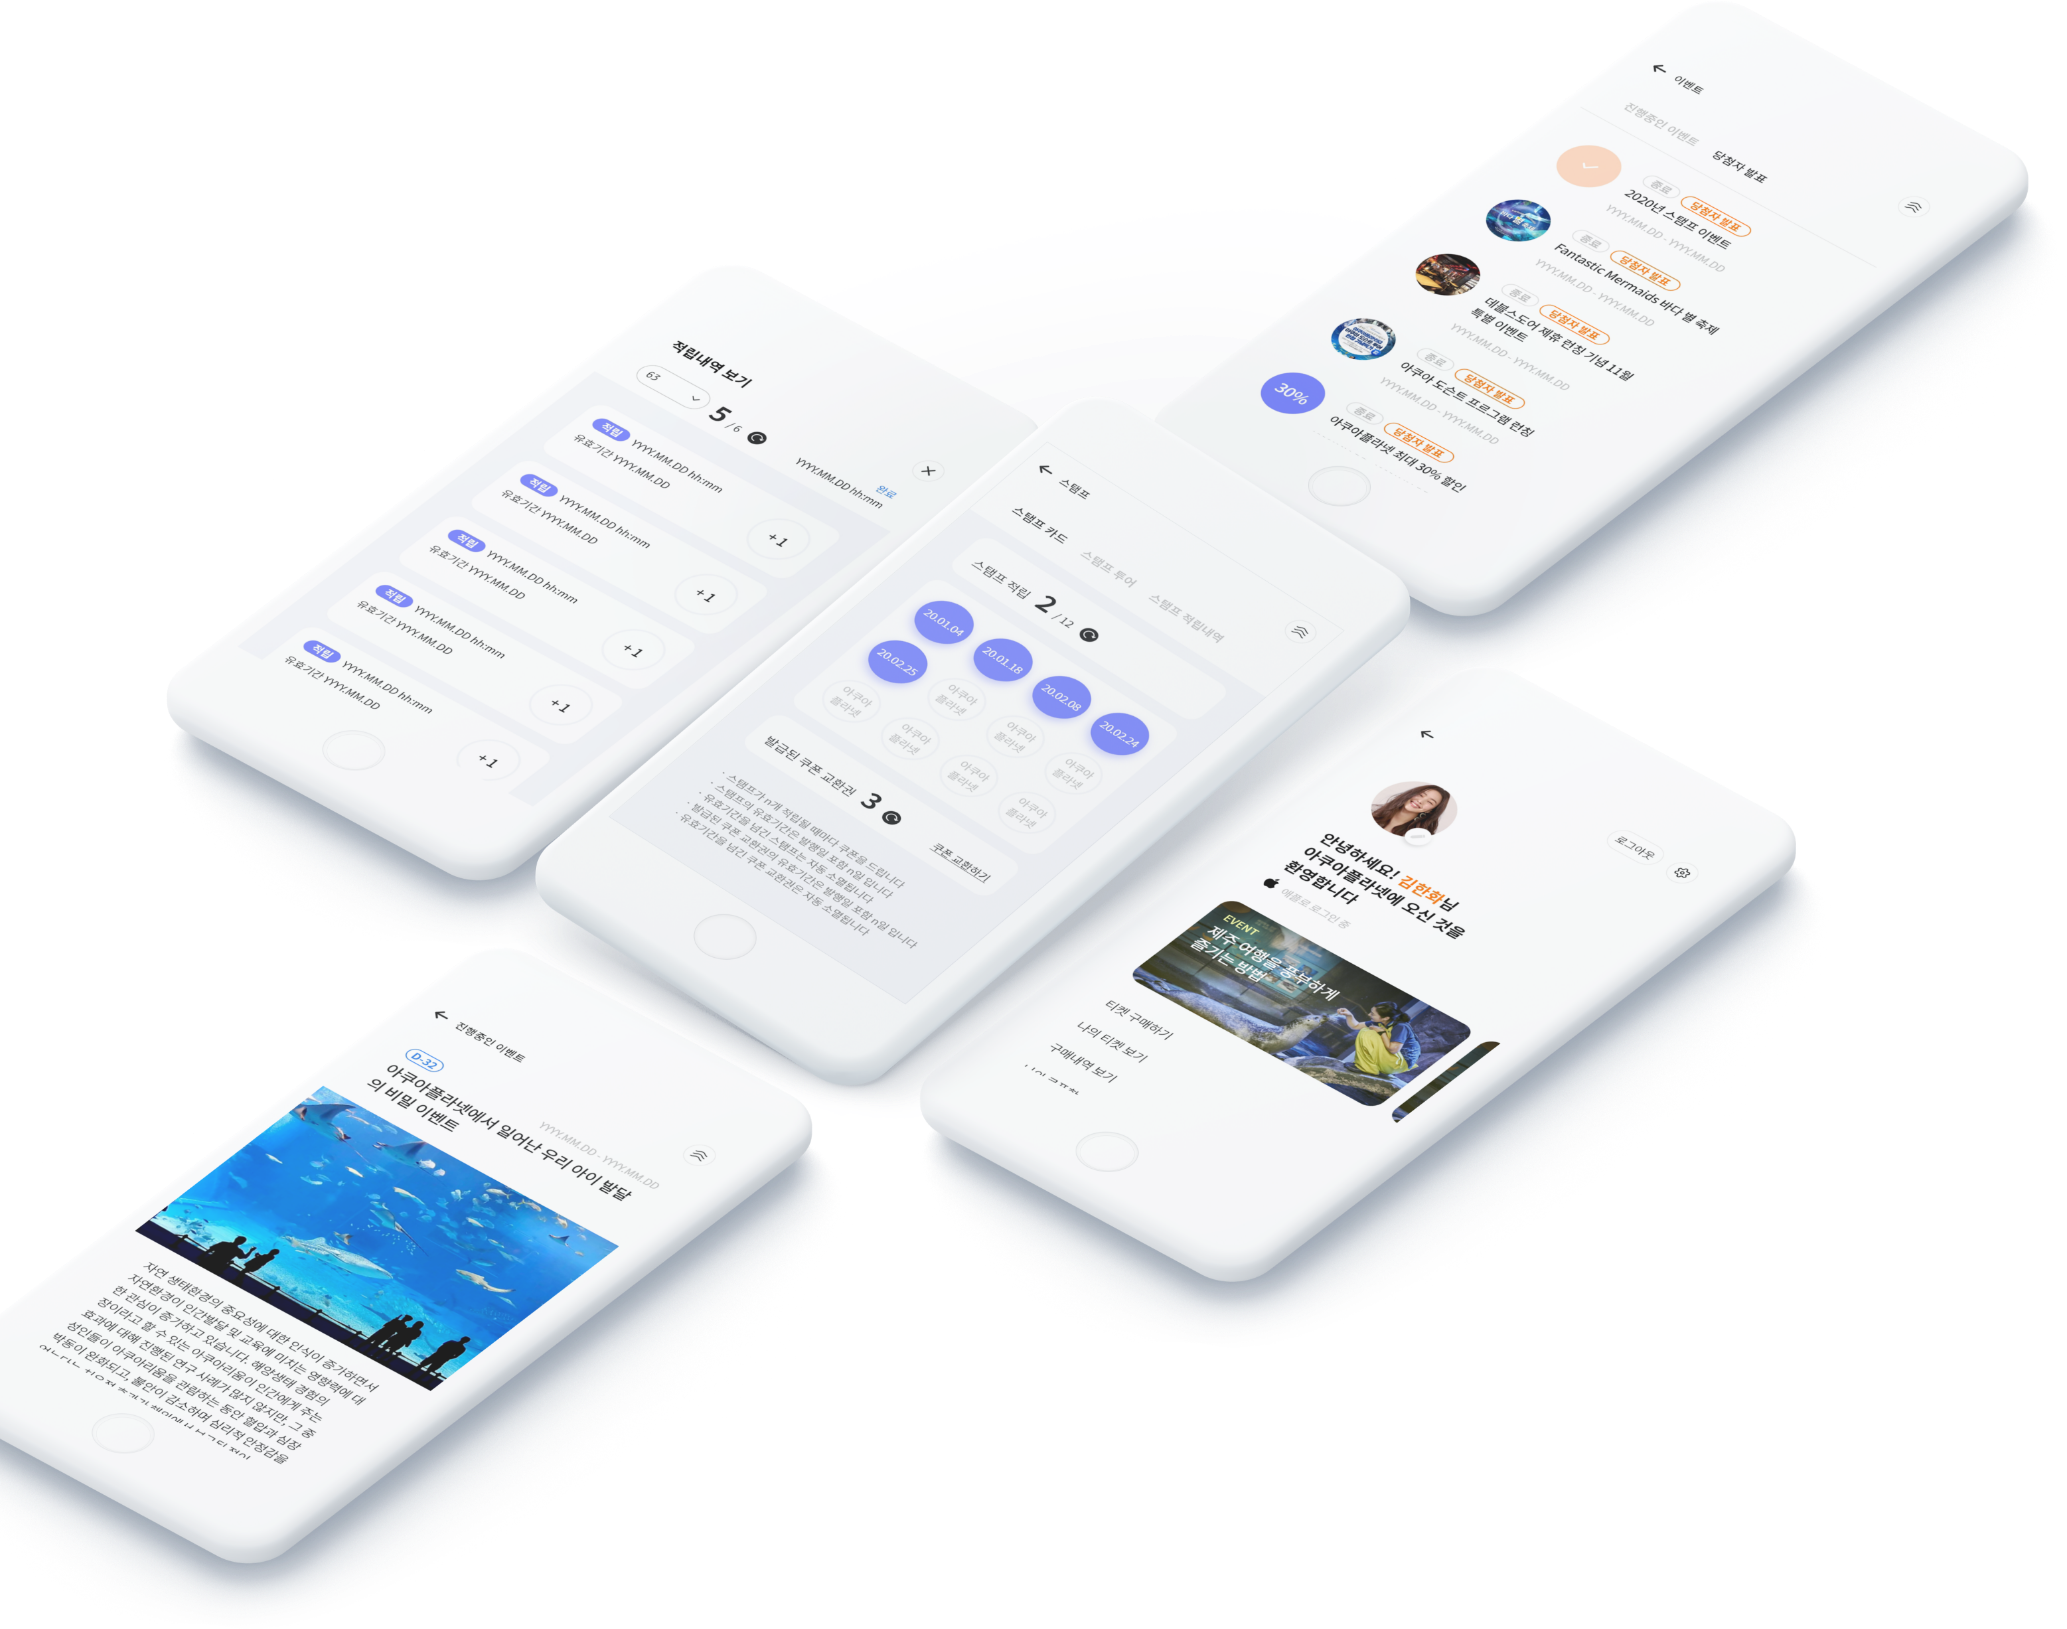 이벤트
진행중인 이벤트
당첨자 발표
종료 당첨자 발표
2020년 스탬프 이벤트
YYYY.MM.DD - YYYY.MM.DD
종료 당첨자 발표
Fantastic Mermaids 바다 별 축제
YYYY.MM.DD - YYYY.MM.DD
종료 당첨자 발표
데블스도어 제휴 런칭 기념 11월
특별 이벤트
YYYY.MM.DD - YYYY.MM.DD
종료 당첨자 발표
아쿠아 도슨트 프로그램 런칭
YYYY.MM.DD - YYYY.MM.DD
30%
종료 당첨자 발표
아쿠아플라넷 최대 30% 할인
적립내역 보기
63
5 / 6
완료
YYYY.MM.DD hh:mm
적립 YYYY.MM.DD hh:mm
유효기간 YYYY.MM.DD
+1
적립 YYYY.MM.DD hh:mm
유효기간 YYYY.MM.DD
+1
적립 YYYY.MM.DD hh:mm
유효기간 YYYY.MM.DD
+1
적립 YYYY.MM.DD hh:mm
유효기간 YYYY.MM.DD
+1
적립 YYYY.MM.DD hh:mm
유효기간 YYYY.MM.DD
+1
스탬프
스탬프 카드
스탬프 투어
스탬프 적립내역
스탬프 적립 2 / 12
20.01.04
20.01.18
20.02.08
20.02.24
20.02.25
아쿠아
플라넷
아쿠아
플라넷
아쿠아
플라넷
아쿠아
플라넷
아쿠아
플라넷
아쿠아
플라넷
아쿠아
플라넷
발급된 쿠폰 교환권 3
쿠폰 교환하기
· 스탬프가 n개 적립될 때마다 쿠폰을 드립니다
· 스탬프의 유효기간은 발행일 포함 n일 입니다
· 유효기간을 넘긴 스탬프는 자동 소멸됩니다
· 발급된 쿠폰 교환권의 유효기간은 발행일 포함 n일 입니다
· 유효기간을 넘긴 쿠폰 교환권은 자동 소멸됩니다
로그아웃
안녕하세요! 김한화님
아쿠아플라넷에 오신 것을
환영합니다
애플로 로그인 중
EVENT
제주 여행을 풍부하게
즐기는 방법
티켓 구매하기
나의 티켓 보기
구매내역 보기
진행중인 이벤트
D-32
아쿠아플라넷에서 일어난 우리 아이 발달
의 비밀 이벤트
YYYY.MM.DD - YYYY.MM.DD
자연 생태환경의 중요성에 대한 인식이 증가하면서
자연환경이 인간발달 및 교육에 미치는 영향력에 대
한 관심이 증가하고 있습니다. 해양생태 경험의
장이라고 할 수 있는 아쿠아리움이 인간에게 주는
효과에 대해 진행된 연구 사례가 많지 않지만, 그 중
성인들이 아쿠아리움을 관람하는 동안 혈압과 심장
박동이 완화되고, 불안이 감소하며 심리적 안정감을